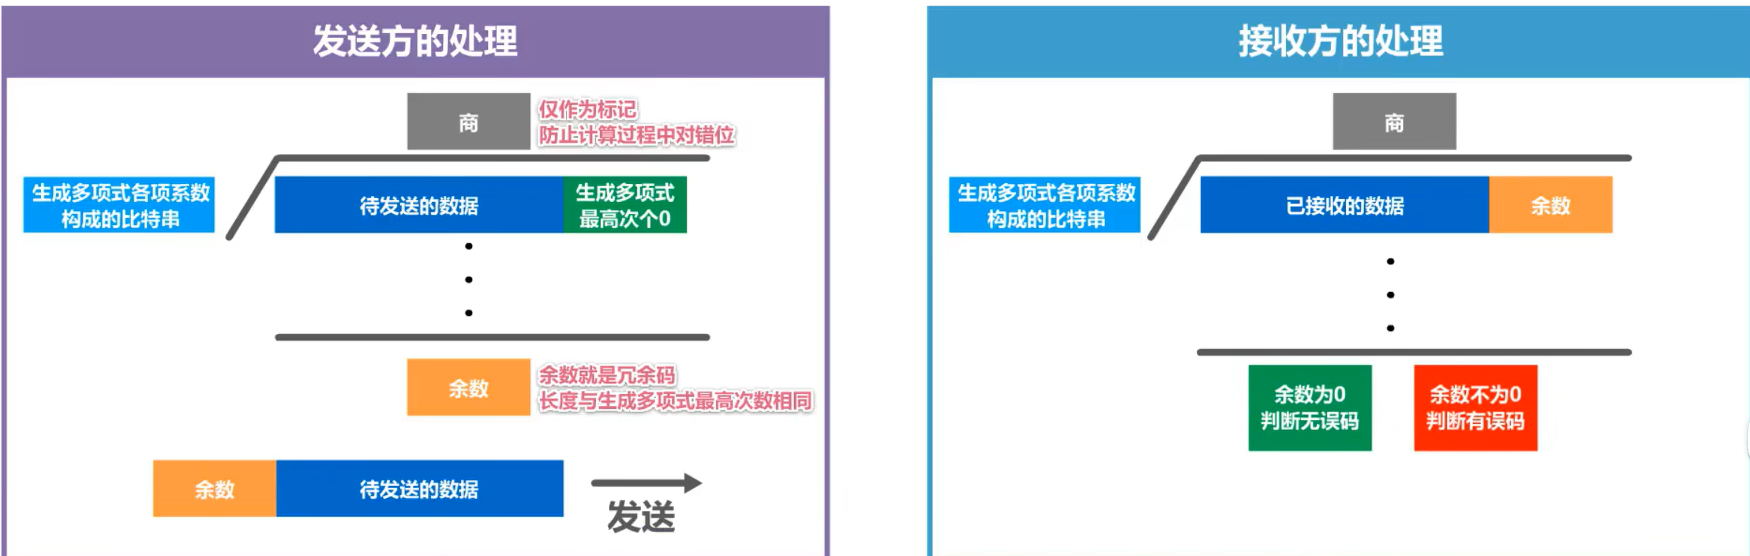 发送方的处理
商
仅作为标记
防止计算过程中对错位
生成多项式各项系数
构成的比特串
待发送的数据
生成多项式
最高次个0
余数
余数就是冗余码
长度与生成多项式最高次数相同
余数
待发送的数据
发送
接收方的处理
商
生成多项式各项系数
构成的比特串
已接收的数据
余数
余数为0
判断无误码
余数不为0
判断有误码